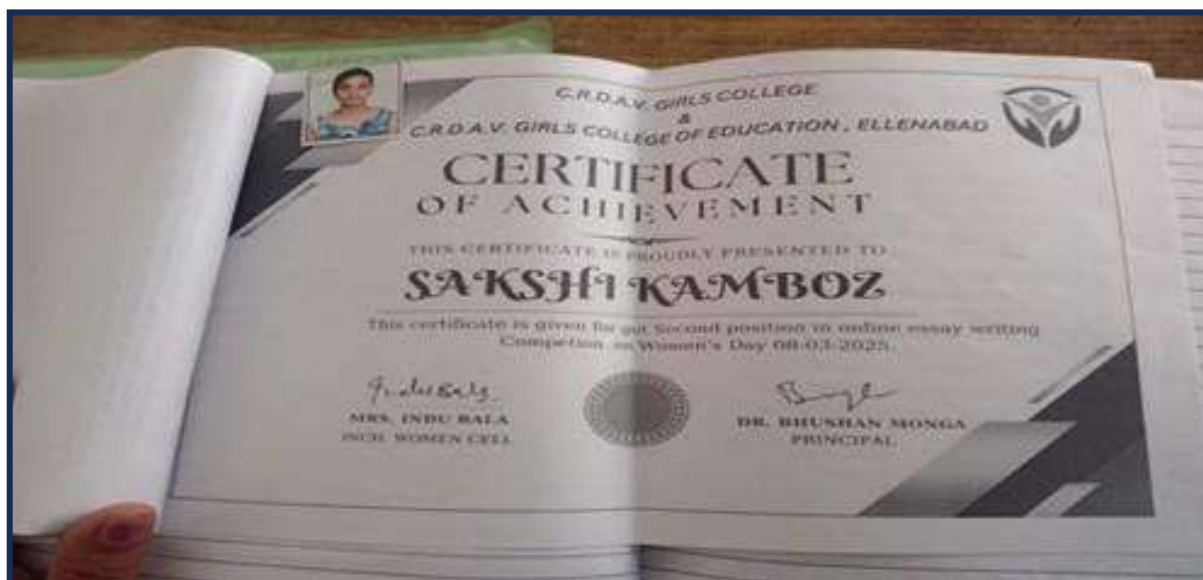 C.R.D.A.V. GIRLS COLLEGE
&
C.R.D.A.V. GIRLS COLLEGE OF EDUCATION , ELLENABAD
CERTIFICATE
OF ACHIEVEMENT
THIS CERTIFICATE IS PROUDLY PRESENTED TO
SAKSHI KAMBOZ
This certificate is given for got Second position in online essay writing
Competion on Women's Day 08-03-2025.
Indu Bala
MRS. INDU BALA
DR. BHUSHAN MONGA
INCH. WOMEN CELL
PRINCIPAL